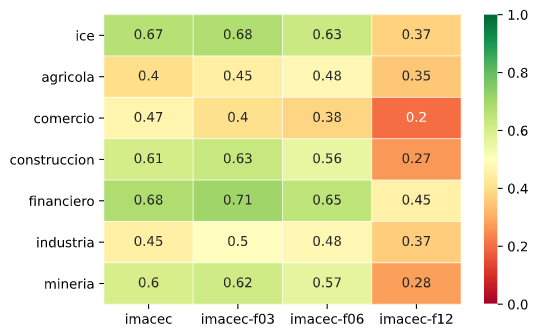 ice 0.67 0.68 0.63 0.37
agricola 0.4 0.45 0.48 0.35
comercio 0.47 0.4 0.38 0.2
construccion 0.61 0.63 0.56 0.27
financiero 0.68 0.71 0.65 0.45
industria 0.45 0.5 0.48 0.37
mineria 0.6 0.62 0.57 0.28
imacec imacec-f03 imacec-f06 imacec-f12
1.0
0.8
0.6
0.4
0.2
0.0